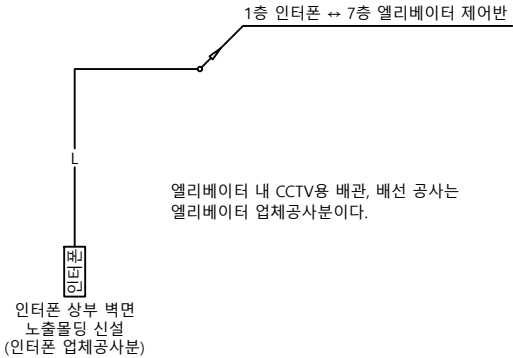 1층 인터폰 ↔ 7층 엘리베이터 제어반
L
엘리베이터 내 CCTV용 배관, 배선 공사는
엘리베이터 업체공사분이다.
인터폰
인터폰 상부 벽면
노출몰딩 신설
(인터폰 업체공사분)